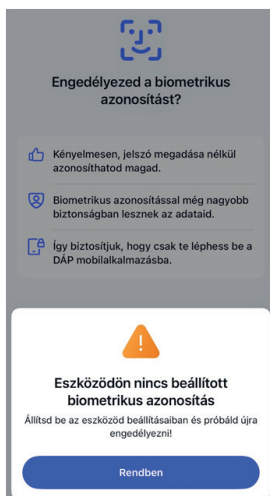 Engedélyezed a biometrikus
azonosítást?
Kényelmesen, jelszó megadása nélkül
azonosíthatod magad.
Biometrikus azonosítással még nagyobb
biztonságban lesznek az adataid.
Így biztosítjuk, hogy csak te léphess be a
DÁP mobilalkalmazásba.
Eszközödön nincs beállított
biometrikus azonosítás
Állítsd be az eszközöd beállításaiban és próbáld újra
engedélyezni!
Rendben